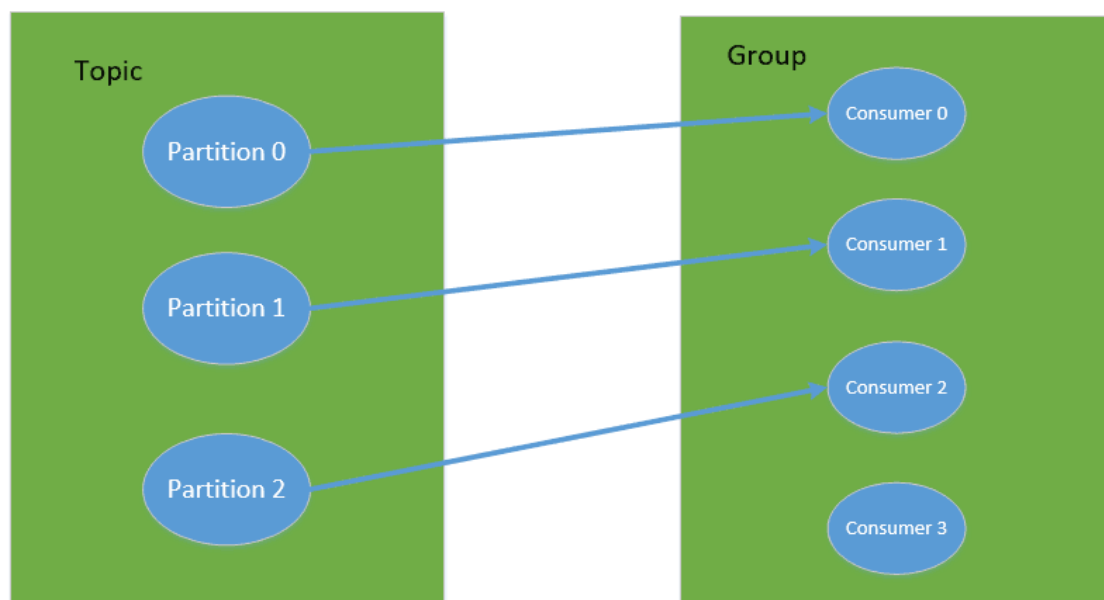 Topic
Partition 0
Partition 1
Partition 2
Group
Consumer 0
Consumer 1
Consumer 2
Consumer 3